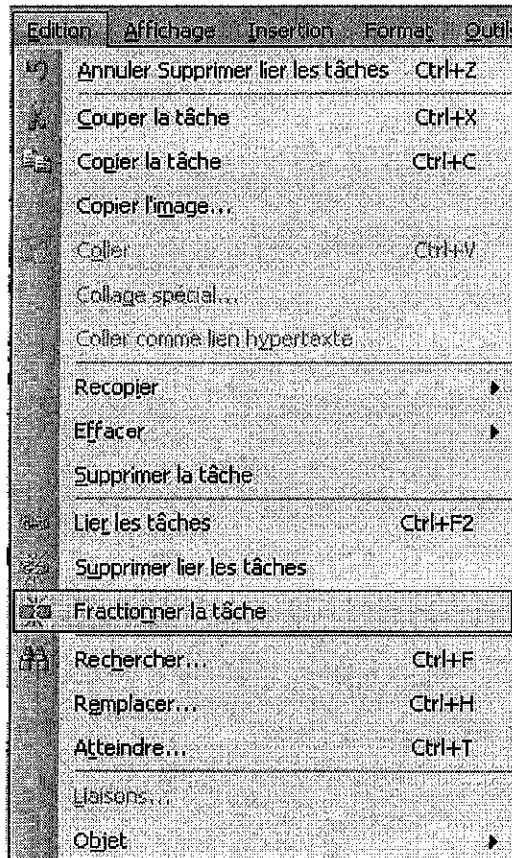 Edition Affichage Insertion Format Outils
Annuler Supprimer lier les tâches Ctrl+Z
Couper la tâche Ctrl+X
Copier la tâche Ctrl+C
Copier l'image...
Coller Ctrl+V
Collage spécial...
Coller comme lien hypertexte
Recopier
Effacer
Supprimer la tâche
Lier les tâches Ctrl+F2
Supprimer lier les tâches
Fractionner la tâche
Rechercher... Ctrl+F
Remplacer... Ctrl+H
Atteindre... Ctrl+T
Liaisons...
Objet